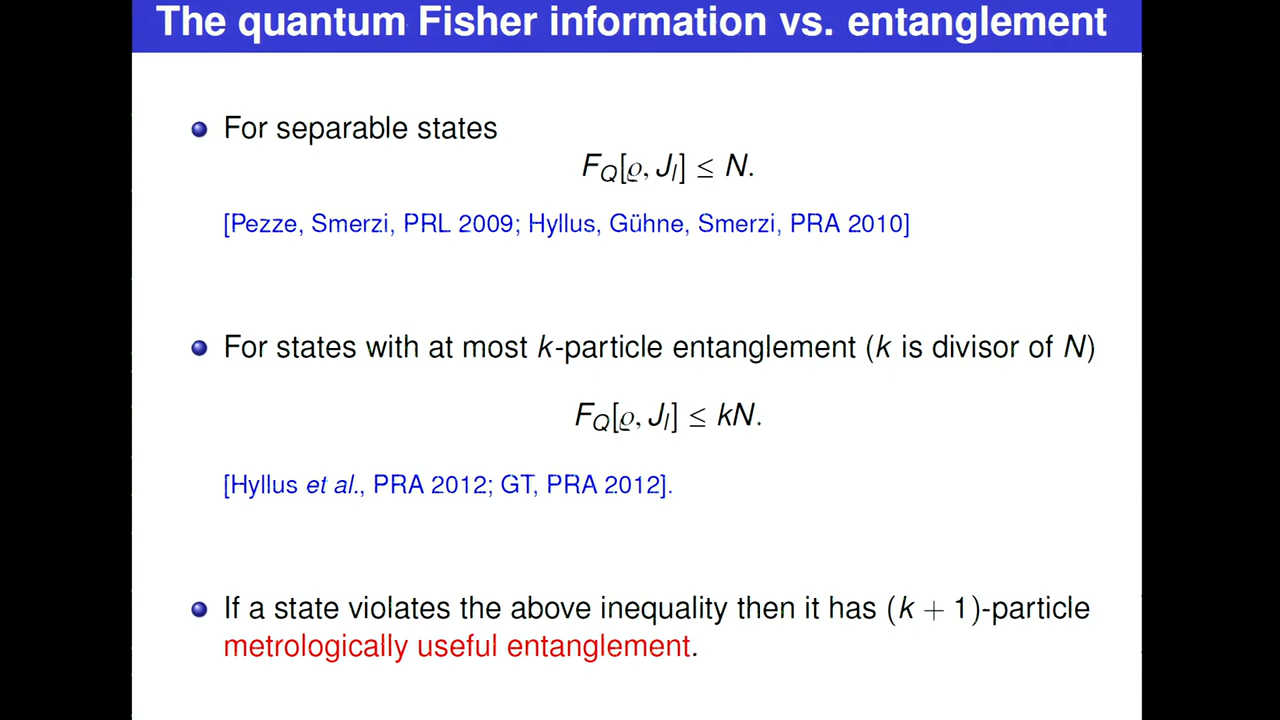 The quantum Fisher information vs. entanglement
For separable states
F_Q[ϱ, J_l] ≤ N.
[Pezze, Smerzi, PRL 2009; Hyllus, Gühne, Smerzi, PRA 2010]
For states with at most k-particle entanglement (k is divisor of N)
F_Q[ϱ, J_l] ≤ kN.
[Hyllus et al., PRA 2012; GT, PRA 2012].
If a state violates the above inequality then it has (k + 1)-particle
metrologically useful entanglement.